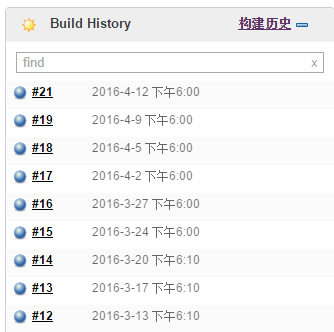 Build History 构建历史
find x
#21 2016-4-12 下午6:00
#19 2016-4-9 下午6:00
#18 2016-4-5 下午6:00
#17 2016-4-2 下午6:00
#16 2016-3-27 下午6:00
#15 2016-3-24 下午6:00
#14 2016-3-20 下午6:10
#13 2016-3-17 下午6:10
#12 2016-3-13 下午6:10